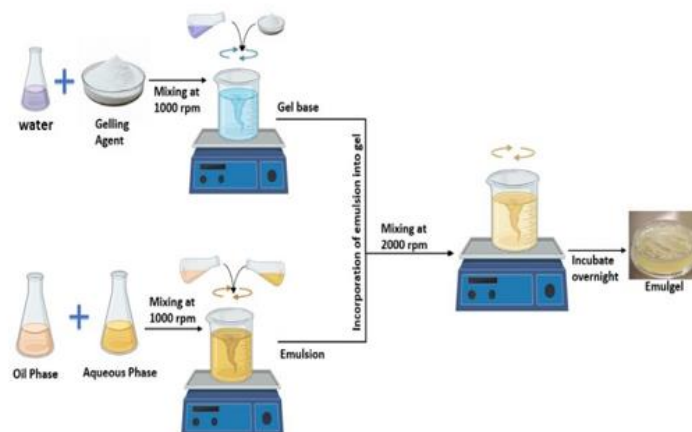 water
Gelling
Agent
Mixing at
1000 rpm
Gel base
Oil Phase
Aqueous Phase
Mixing at
1000 rpm
Emulsion
Incorporation of emulsion into gel
Mixing at
2000 rpm
Incubate
overnight
Emulgel